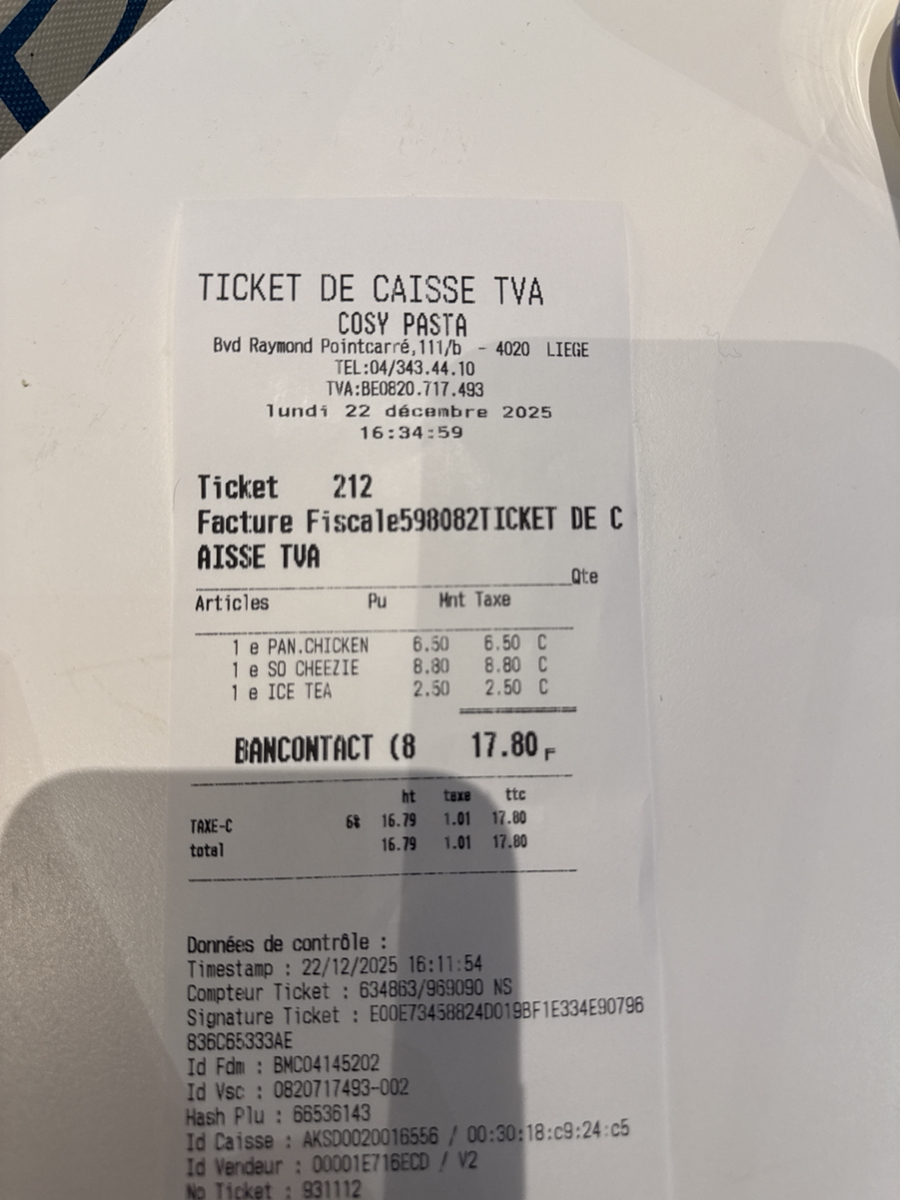 TICKET DE CAISSE TVA
COSY PASTA
Bvd Raymond Pointcarré,111/b - 4020 LIEGE
TEL:04/343.44.10
TVA:BE0820.717.493
lundi 22 décembre 2025
16:34:59
Ticket 212
Facture Fiscale598082TICKET DE C
AISSE TVA
Qte
Articles Pu Mnt Taxe
1 e PAN.CHICKEN 6.50 6.50 C
1 e SO CHEEZIE 8.80 8.80 C
1 e ICE TEA 2.50 2.50 C
BANCONTACT (8 17.80 F
ht taxe ttc
TAXE-C 6% 16.79 1.01 17.80
total 16.79 1.01 17.80
Données de contrôle :
Timestamp : 22/12/2025 16:11:54
Compteur Ticket : 634863/969090 NS
Signature Ticket : E00E73458824D019BF1E334E90796
836C65333AE
Id Fdm : BMC04145202
Id Vsc : 0820717493-002
Hash Plu : 66536143
Id Caisse : AKSD0020016556 / 00:30:18:c9:24:c5
Id Vendeur : 00001E716ECD / V2
No Ticket : 931112